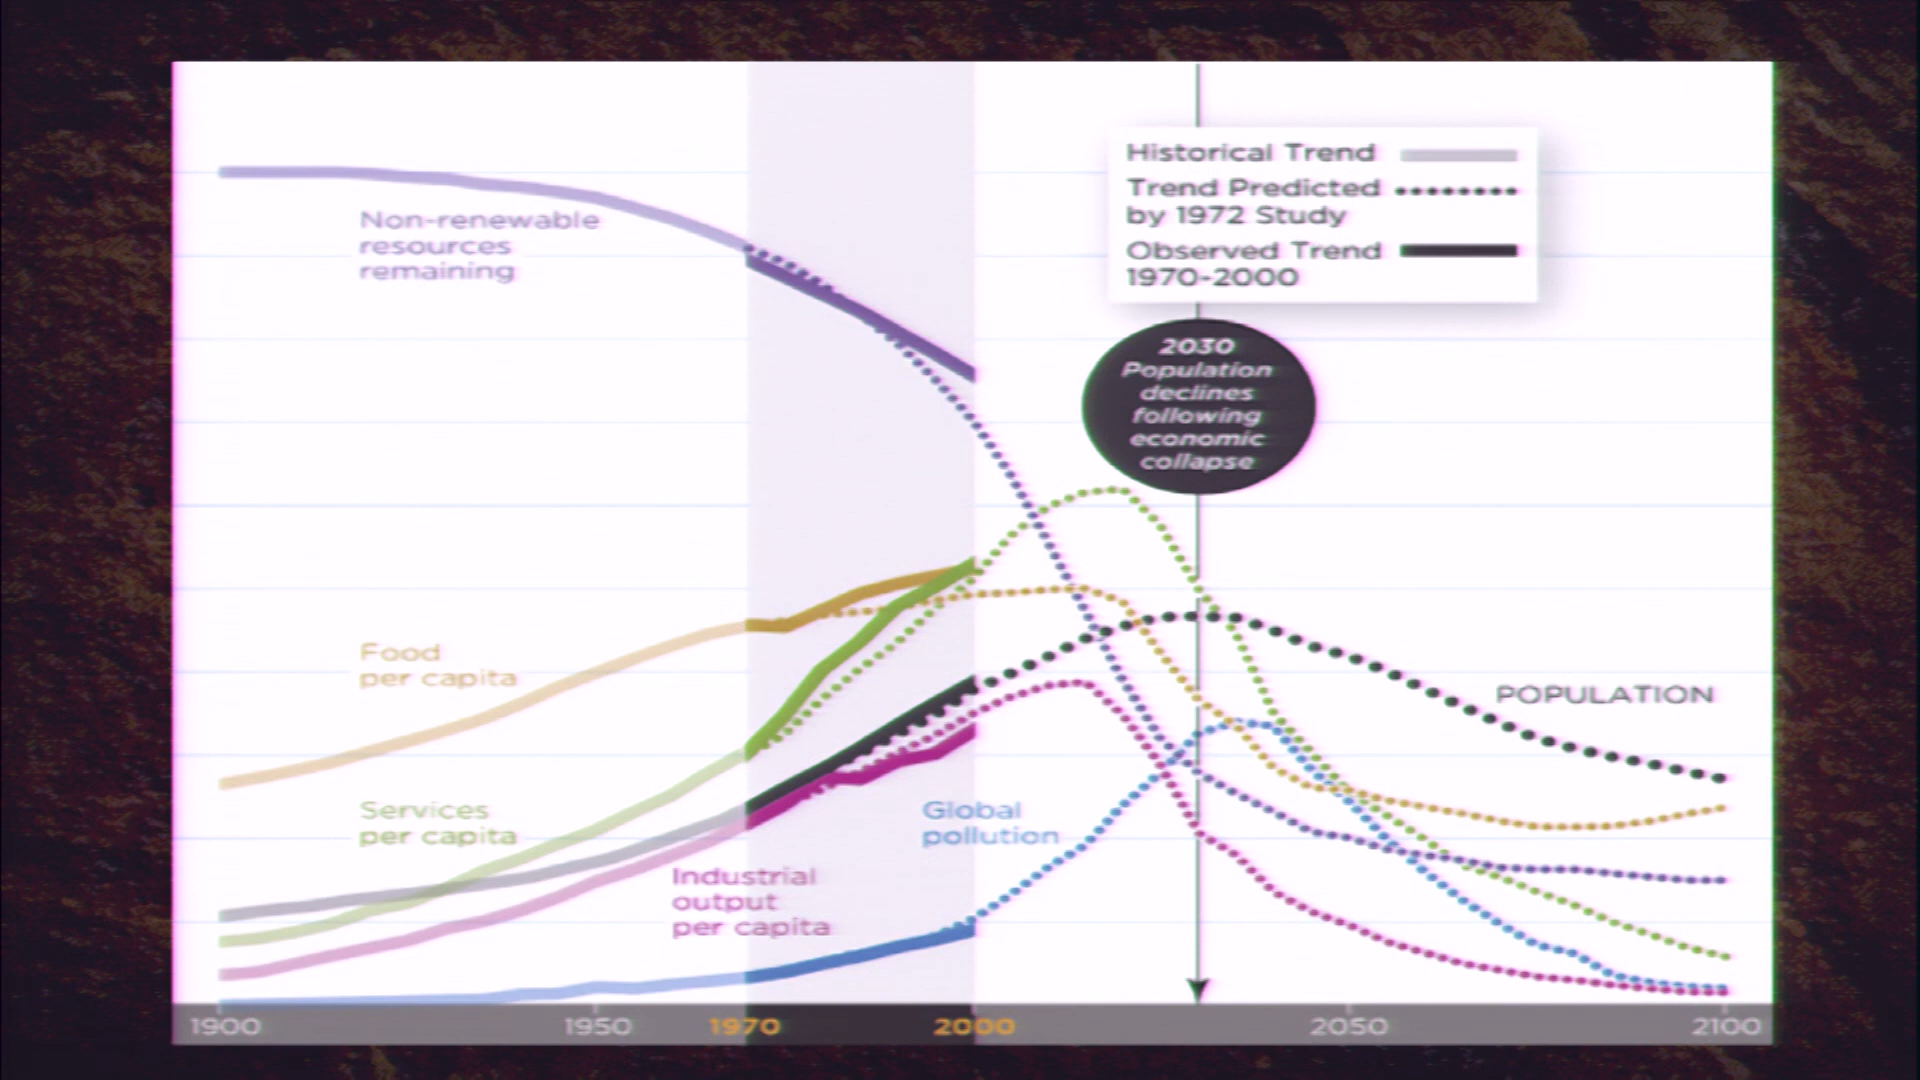 Historical Trend
Trend Predicted
by 1972 Study
Observed Trend
1970-2000
Non-renewable
resources
remaining
2030
Population
declines
following
economic
collapse
Food
per capita
POPULATION
Services
per capita
Global
pollution
Industrial
output
per capita
1900 1950 1970 2000 2050 2100